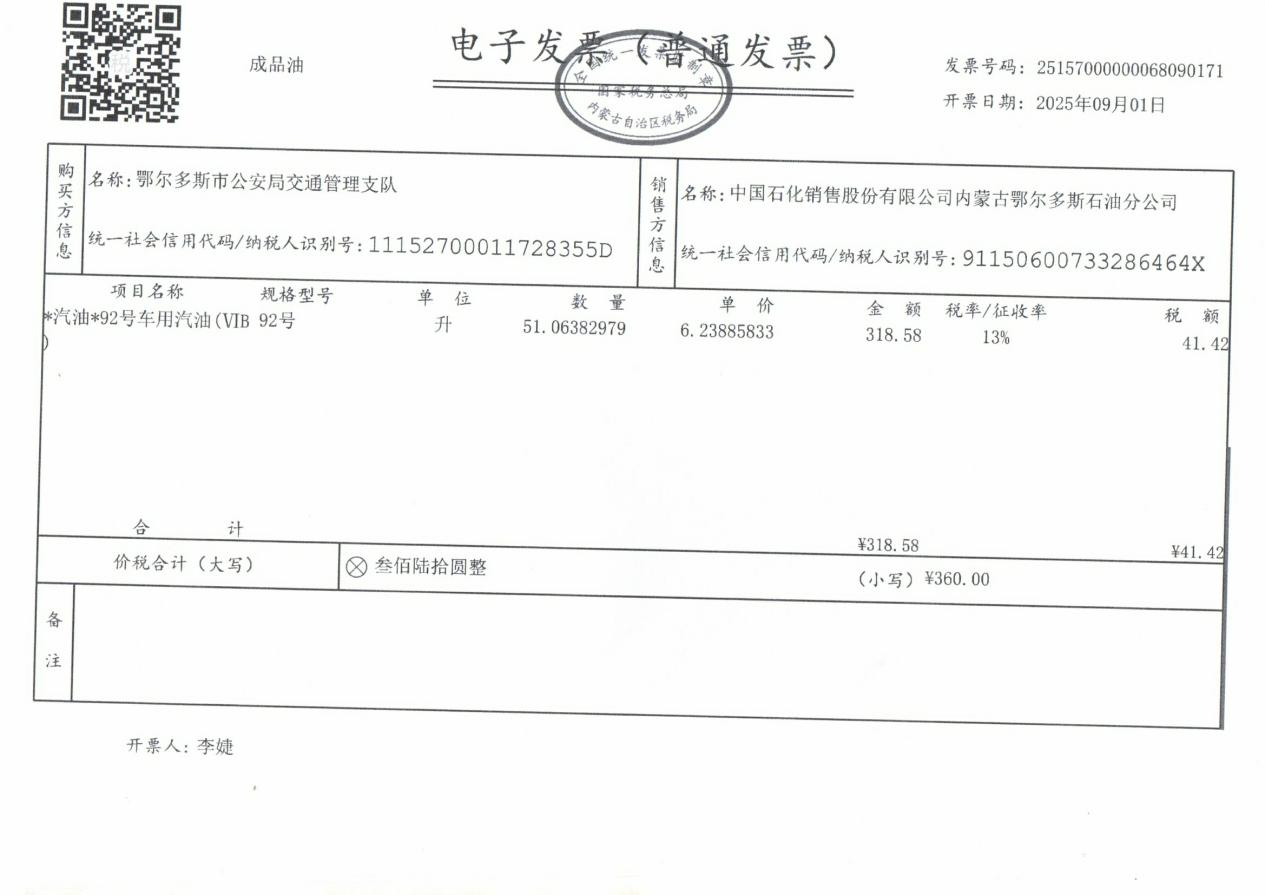 税
成品油
电子发票（普通发票）
全国统一发票监制章
国家税务总局
内蒙古自治区税务局
发票号码：25157000000068090171
开票日期：2025年09月01日
购买方信息
名称：鄂尔多斯市公安局交通管理支队
统一社会信用代码/纳税人识别号：11152700011728355D
销售方信息
名称：中国石化销售股份有限公司内蒙古鄂尔多斯石油分公司
统一社会信用代码/纳税人识别号：91150600733286464X
项目名称 规格型号 单 位 数 量 单 价 金 额 税率/征收率 税 额
*汽油*92号车用汽油(VIB 92号 升 51.06382979 6.23885833 318.58 13% 41.42
)
合 计 ¥318.58 ¥41.42
价税合计（大写） ⊗叁佰陆拾圆整 （小写）¥360.00
备注
开票人：李婕